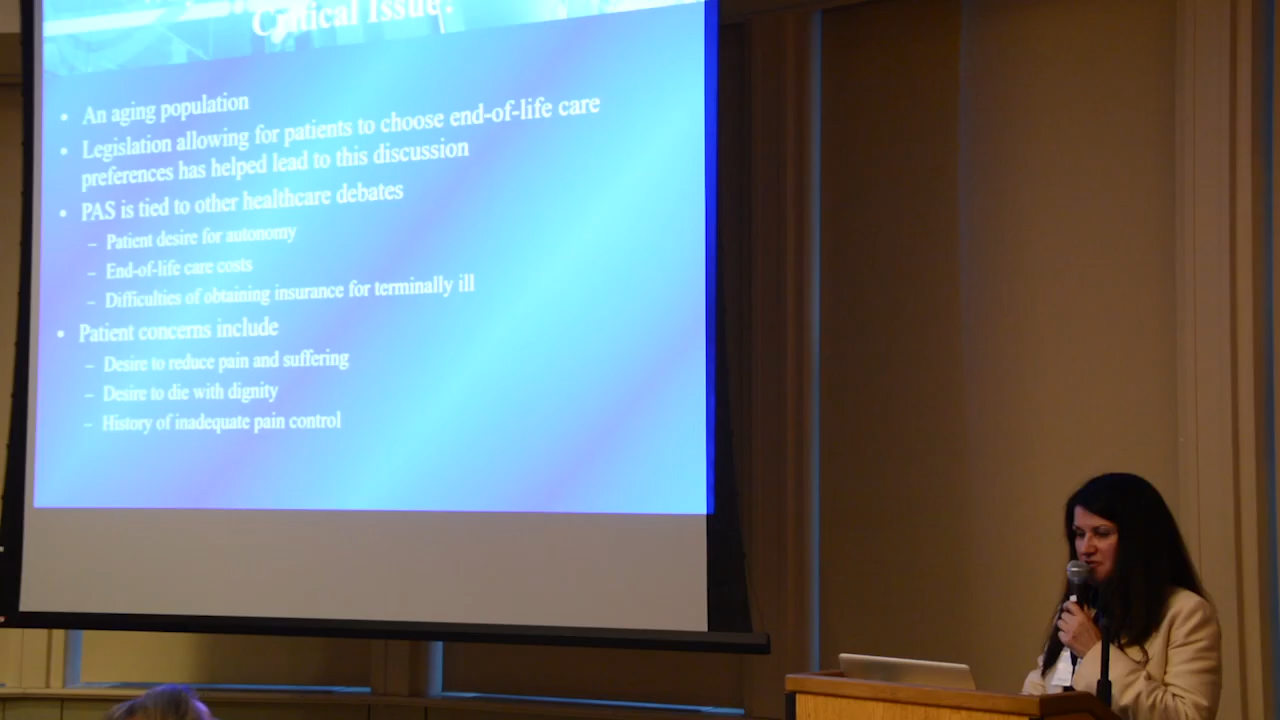 Critical Issue?
• An aging population
• Legislation allowing for patients to choose end-of-life care
preferences has helped lead to this discussion
• PAS is tied to other healthcare debates
– Patient desire for autonomy
– End-of-life care costs
– Difficulties of obtaining insurance for terminally ill
• Patient concerns include
– Desire to reduce pain and suffering
– Desire to die with dignity
– History of inadequate pain control